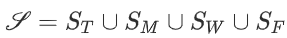 𝒮 = S_T ∪ S_M ∪ S_W ∪ S_F